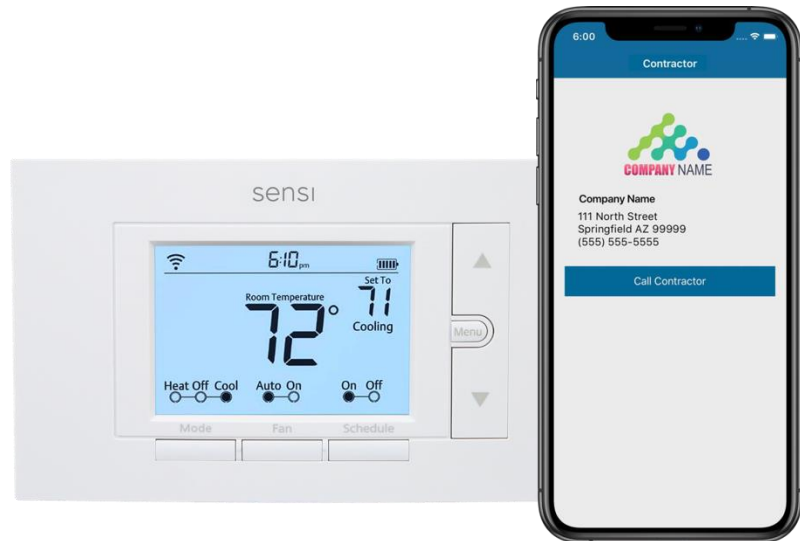 sensi
6:10 pm
Set To
Room Temperature
71
72°
Cooling
Heat Off Cool
Auto On
On Off
Menu
Mode
Fan
Schedule
6:00
Contractor
COMPANY NAME
Company Name
111 North Street
Springfield AZ 99999
(555) 555-5555
Call Contractor